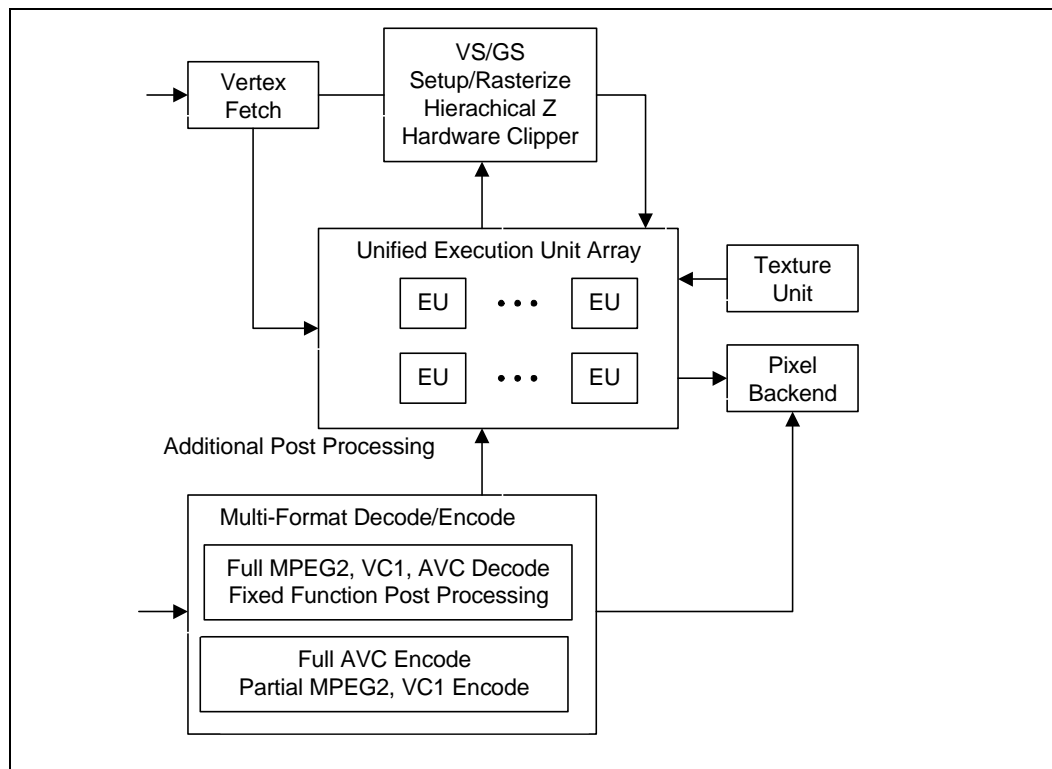 VS/GS
Setup/Rasterize
Hierachical Z
Hardware Clipper
Vertex
Fetch
Unified Execution Unit Array
EU • • • EU
EU • • • EU
Texture
Unit
Pixel
Backend
Additional Post Processing
Multi-Format Decode/Encode
Full MPEG2, VC1, AVC Decode
Fixed Function Post Processing
Full AVC Encode
Partial MPEG2, VC1 Encode